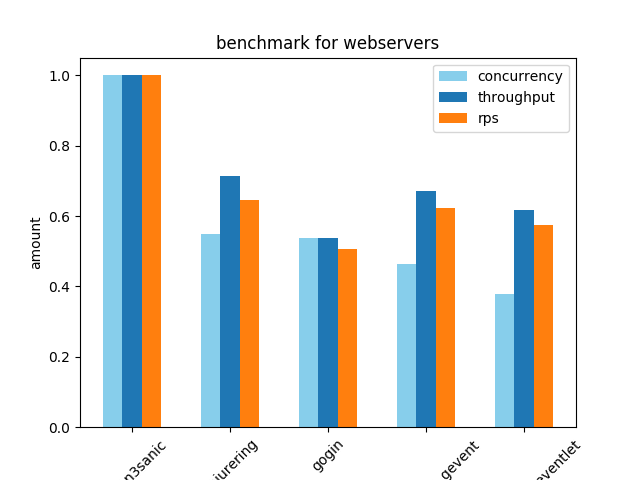 benchmark for webservers
concurrency
throughput
rps
amount
1.0
0.8
0.6
0.4
0.2
0.0
gogin
gevent